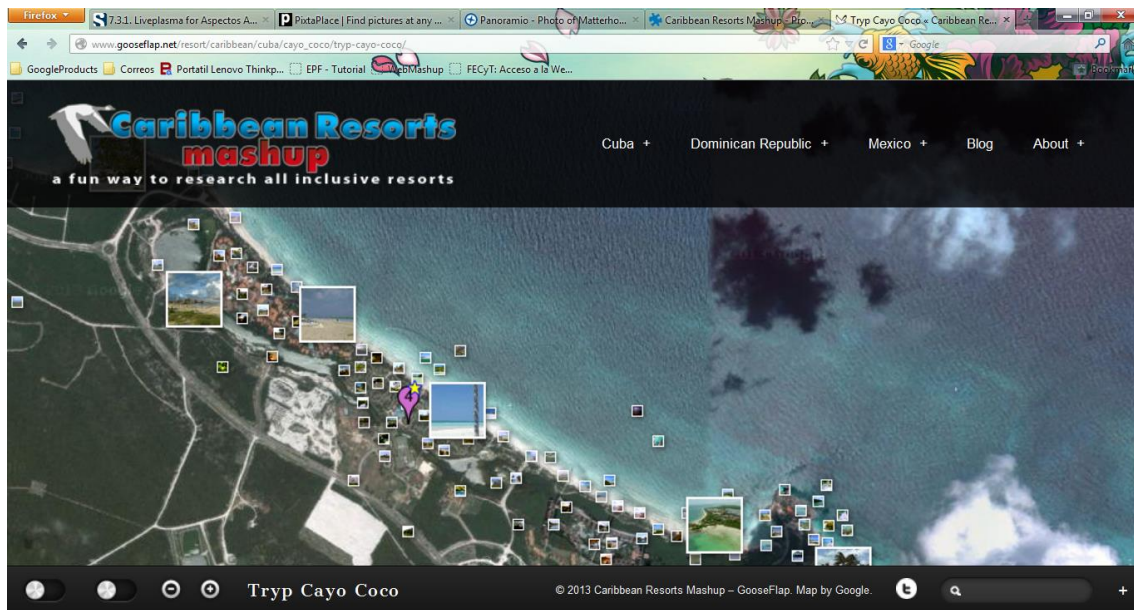 Firefox
7.3.1. Liveplasma for Aspectos A...
PixtaPlace | Find pictures at any ...
Panoramio - Photo of Matterho...
Caribbean Resorts Mashup - Pro...
Tryp Cayo Coco « Caribbean Re...
www.gooseflap.net/resort/caribbean/cuba/cayo_coco/tryp-cayo-coco/
Google
GoogleProducts
Correos
Portatil Lenovo Thinkp...
EPF - Tutorial
WebMashup
FECyT: Acceso a la We...
Caribbean Resorts
mashup
a fun way to research all inclusive resorts
Cuba +
Dominican Republic +
Mexico +
Blog
About +
4
Tryp Cayo Coco
© 2013 Caribbean Resorts Mashup – GooseFlap. Map by Google.